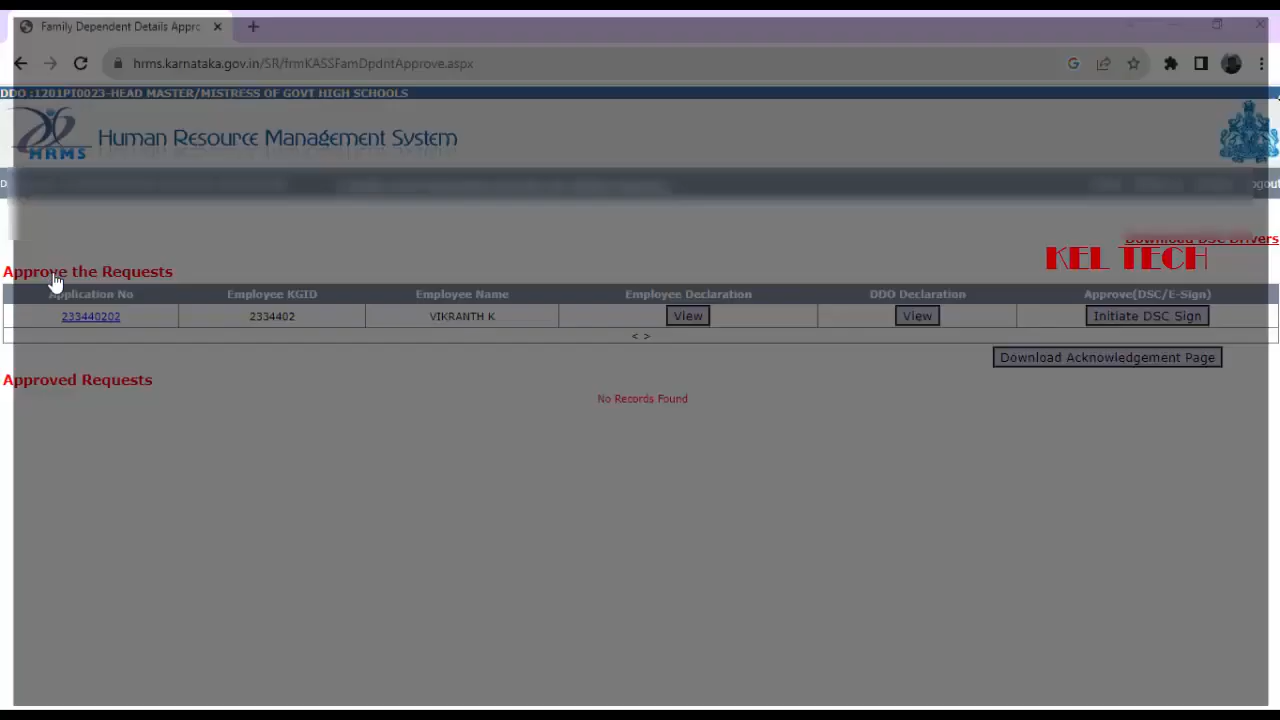 Family Dependent Details Appro
hrms.karnataka.gov.in/SR/frmKASSFamDpdntApprove.aspx
DDO :1201PI0023-HEAD MASTER/MISTRESS OF GOVT HIGH SCHOOLS
HRMS
Human Resource Management System
Download DSC Drivers
KEL TECH
Approve the Requests
Application No Employee KGID Employee Name Employee Declaration DDO Declaration Approve(DSC/E-Sign)
233440202 2334402 VIKRANTH K View View Initiate DSC Sign
< >
Download Acknowledgement Page
Approved Requests
No Records Found